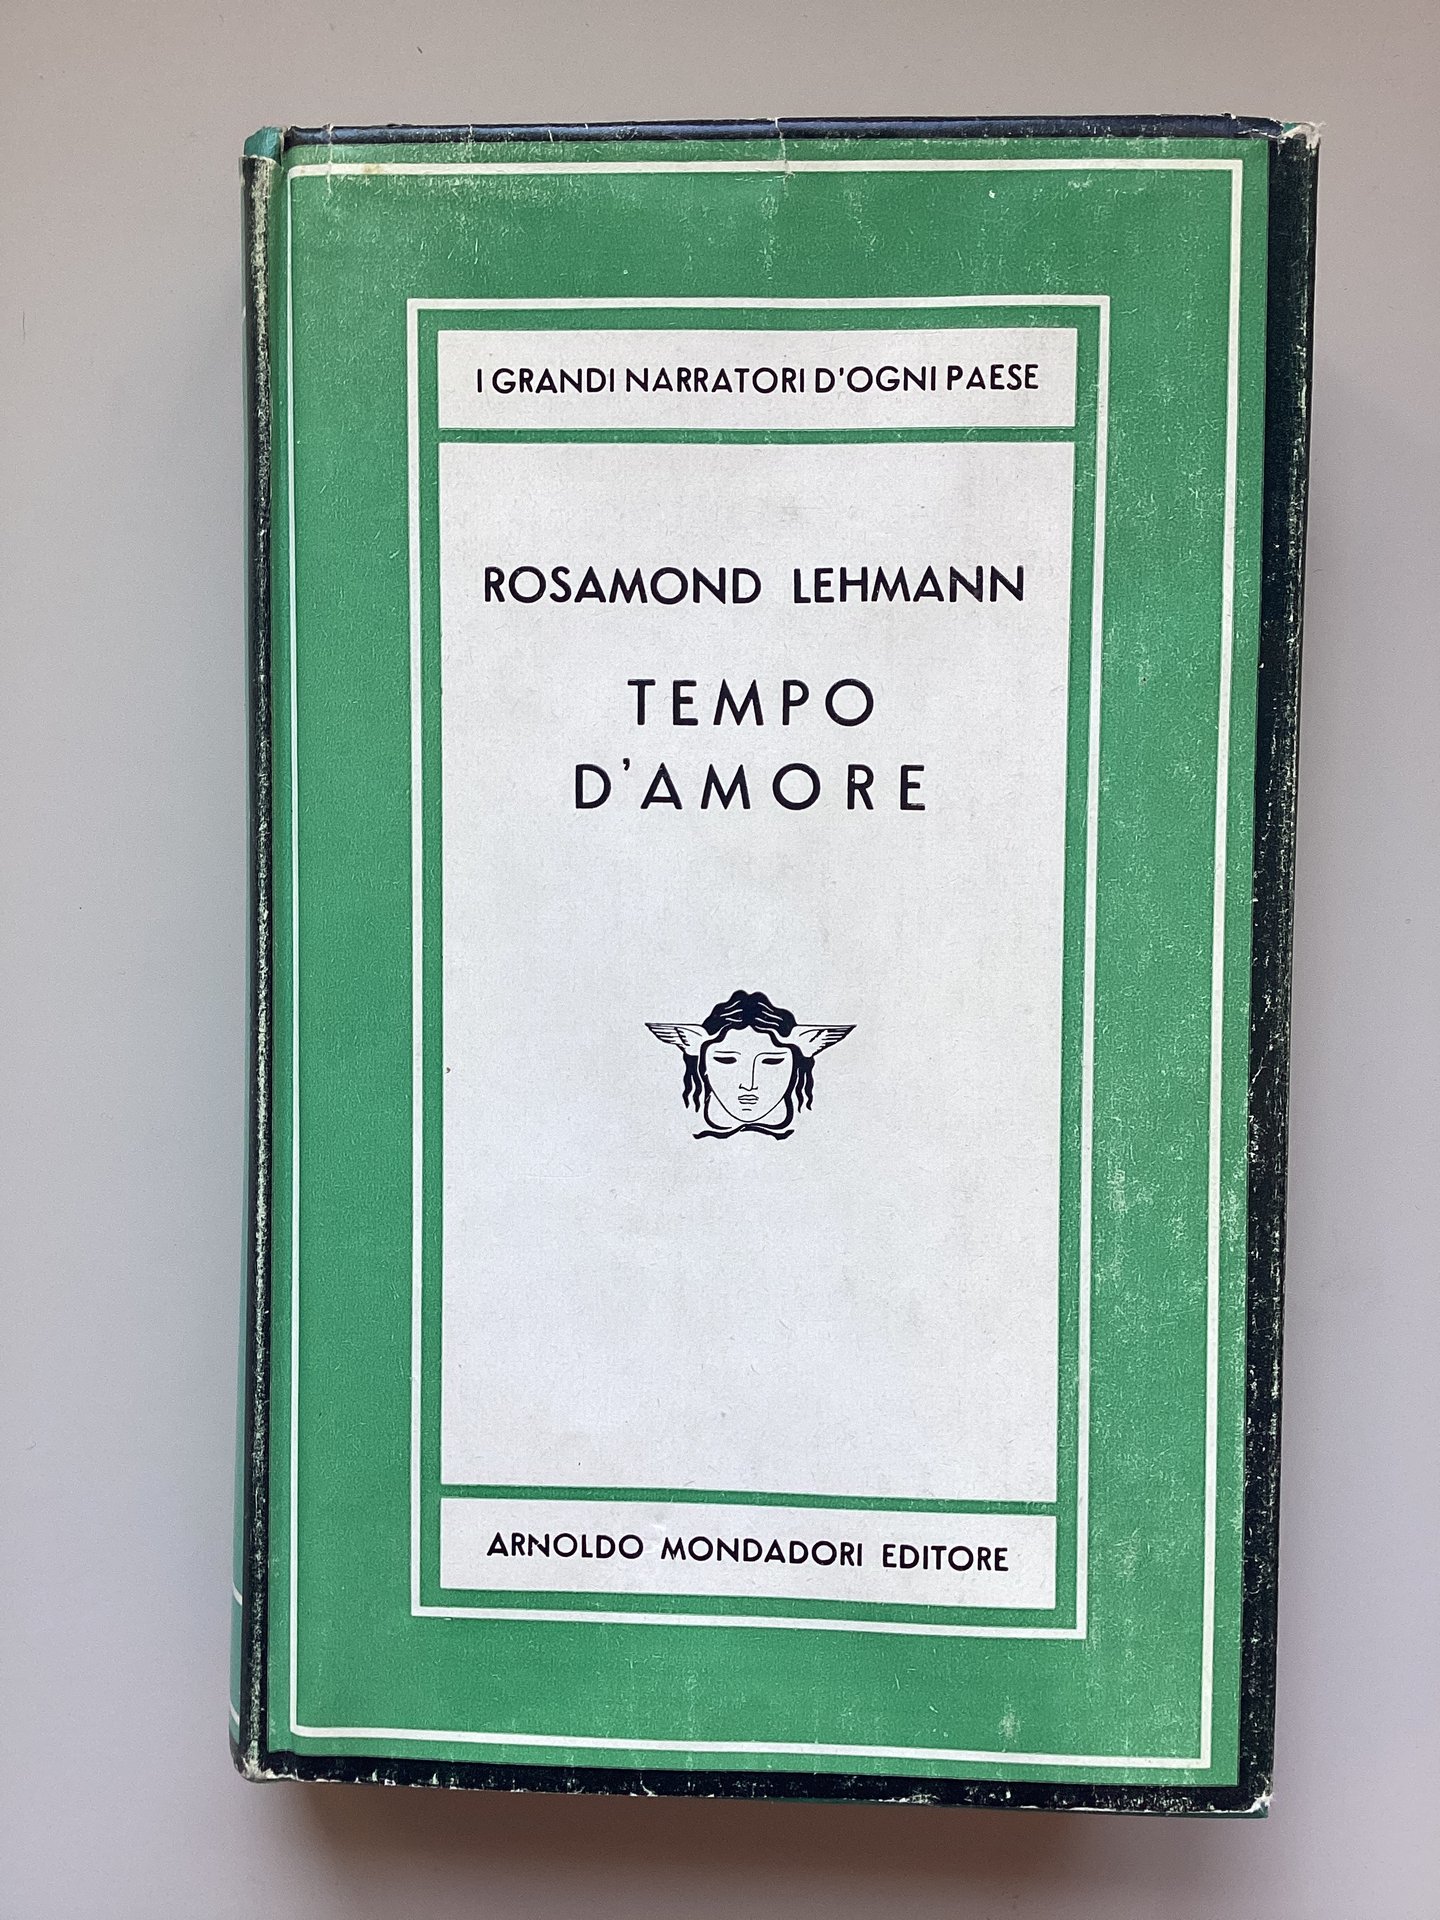 I GRANDI NARRATORI D'OGNI PAESE
ROSAMOND LEHMANN
TEMPO
D'AMORE
ARNOLDO MONDADORI EDITORE